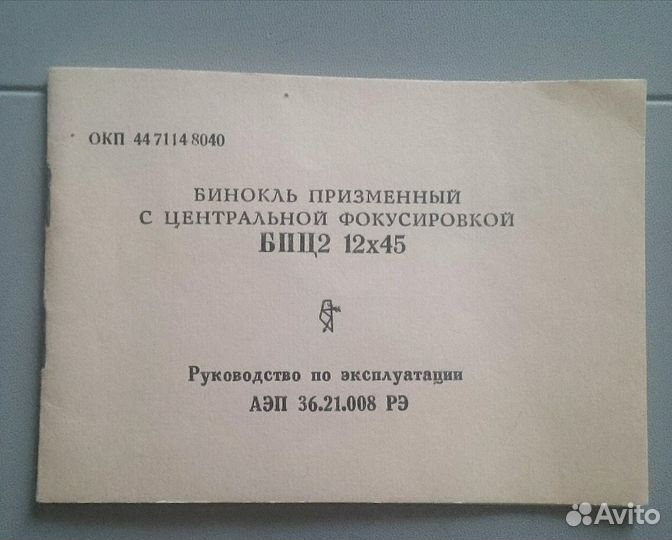 ОКП 44 7114 8040
БИНОКЛЬ ПРИЗМЕННЫЙ
С ЦЕНТРАЛЬНОЙ ФОКУСИРОВКОЙ
БПЦ2 12х45
Руководство по эксплуатации
АЭП 36.21.008 РЭ
Avito